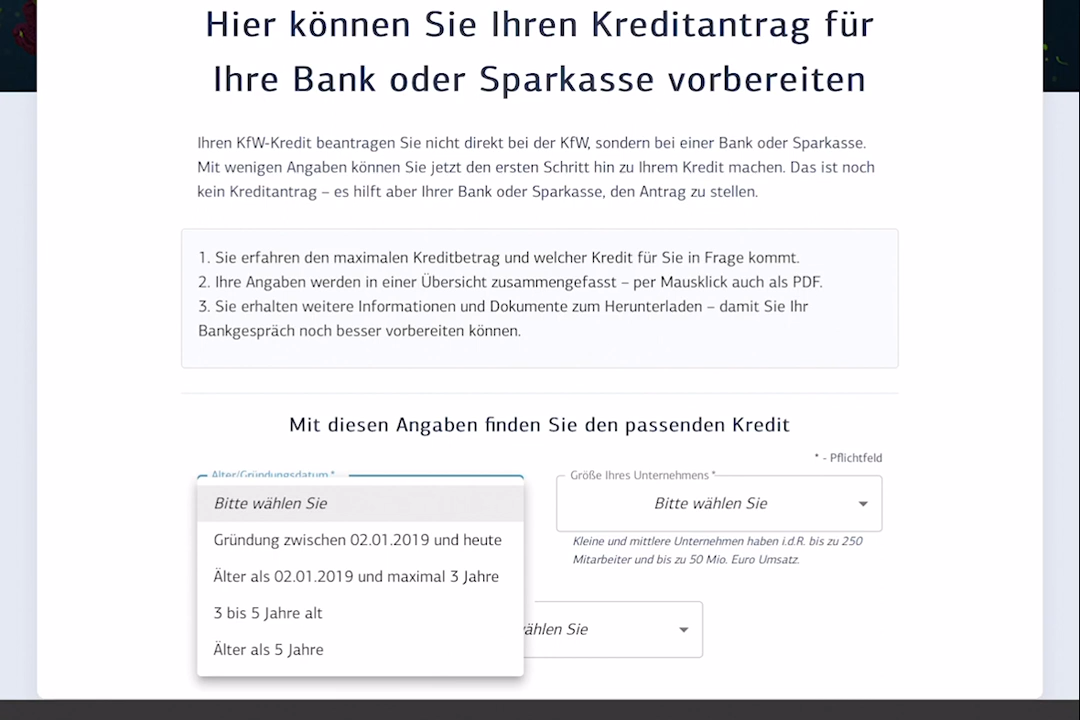 Hier können Sie Ihren Kreditantrag für
Ihre Bank oder Sparkasse vorbereiten
Ihren KfW-Kredit beantragen Sie nicht direkt bei der KfW, sondern bei einer Bank oder Sparkasse.
Mit wenigen Angaben können Sie jetzt den ersten Schritt hin zu Ihrem Kredit machen. Das ist noch
kein Kreditantrag – es hilft aber Ihrer Bank oder Sparkasse, den Antrag zu stellen.
1. Sie erfahren den maximalen Kreditbetrag und welcher Kredit für Sie in Frage kommt.
2. Ihre Angaben werden in einer Übersicht zusammengefasst – per Mausklick auch als PDF.
3. Sie erhalten weitere Informationen und Dokumente zum Herunterladen – damit Sie Ihr
Bankgespräch noch besser vorbereiten können.
Mit diesen Angaben finden Sie den passenden Kredit
* - Pflichtfeld
Alter/Gründungsdatum *
Bitte wählen Sie
Gründung zwischen 02.01.2019 und heute
Älter als 02.01.2019 und maximal 3 Jahre
3 bis 5 Jahre alt
Älter als 5 Jahre
Größe Ihres Unternehmens *
Bitte wählen Sie
Kleine und mittlere Unternehmen haben i.d.R. bis zu 250
Mitarbeiter und bis zu 50 Mio. Euro Umsatz.
ählen Sie